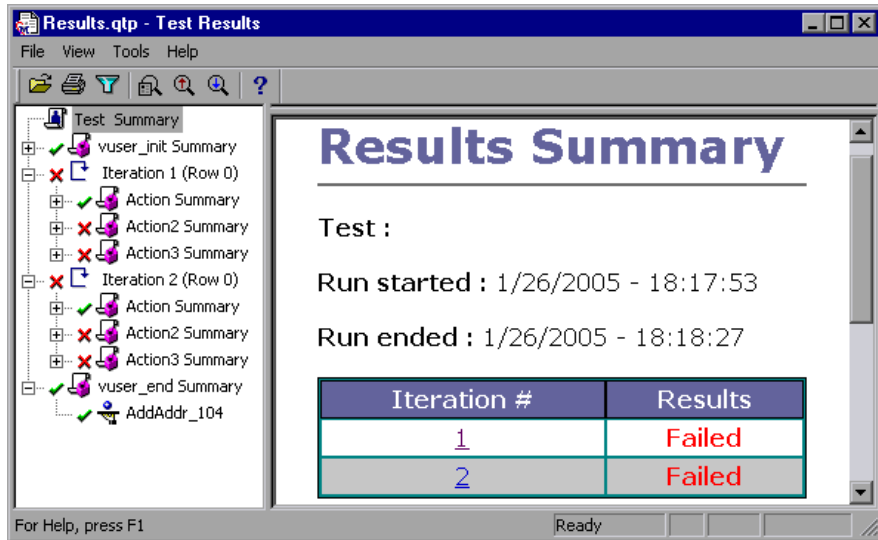 Results.qtp - Test Results
File View Tools Help
?
Test Summary
vuser_init Summary
Iteration 1 (Row 0)
Action Summary
Action2 Summary
Action3 Summary
Iteration 2 (Row 0)
Action Summary
Action2 Summary
Action3 Summary
vuser_end Summary
AddAddr_104
Results Summary
Test :
Run started : 1/26/2005 - 18:17:53
Run ended : 1/26/2005 - 18:18:27
Iteration # Results
1 Failed
2 Failed
For Help, press F1 Ready